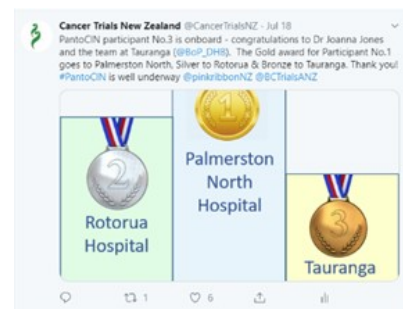 Cancer Trials New Zealand @CancerTrialsNZ · Jul 18
PantoCIN participant No.3 is onboard - congratulations to Dr Joanna Jones
and the team at Tauranga (@BoP_DHB). The Gold award for Participant No.1
goes to Palmerston North, Silver to Rotorua & Bronze to Tauranga. Thank you!
#PantoCIN is well underway @pinkribbonNZ @BCTrialsANZ
1
Palmerston
North
Hospital
2
Rotorua
Hospital
3
Tauranga
1
6